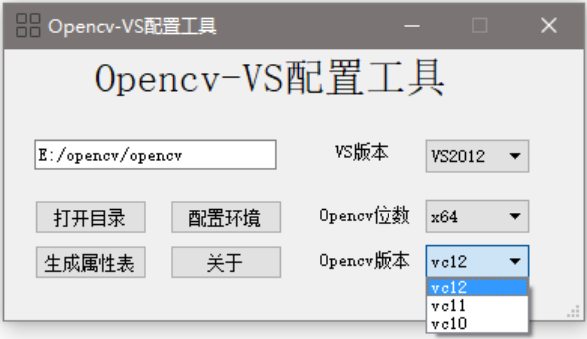 Opencv-VS配置工具
Opencv-VS配置工具
E:/opencv/opencv
VS版本
VS2012
打开目录
配置环境
Opencv位数
x64
生成属性表
关于
Opencv版本
vc12
vc12
vc11
vc10